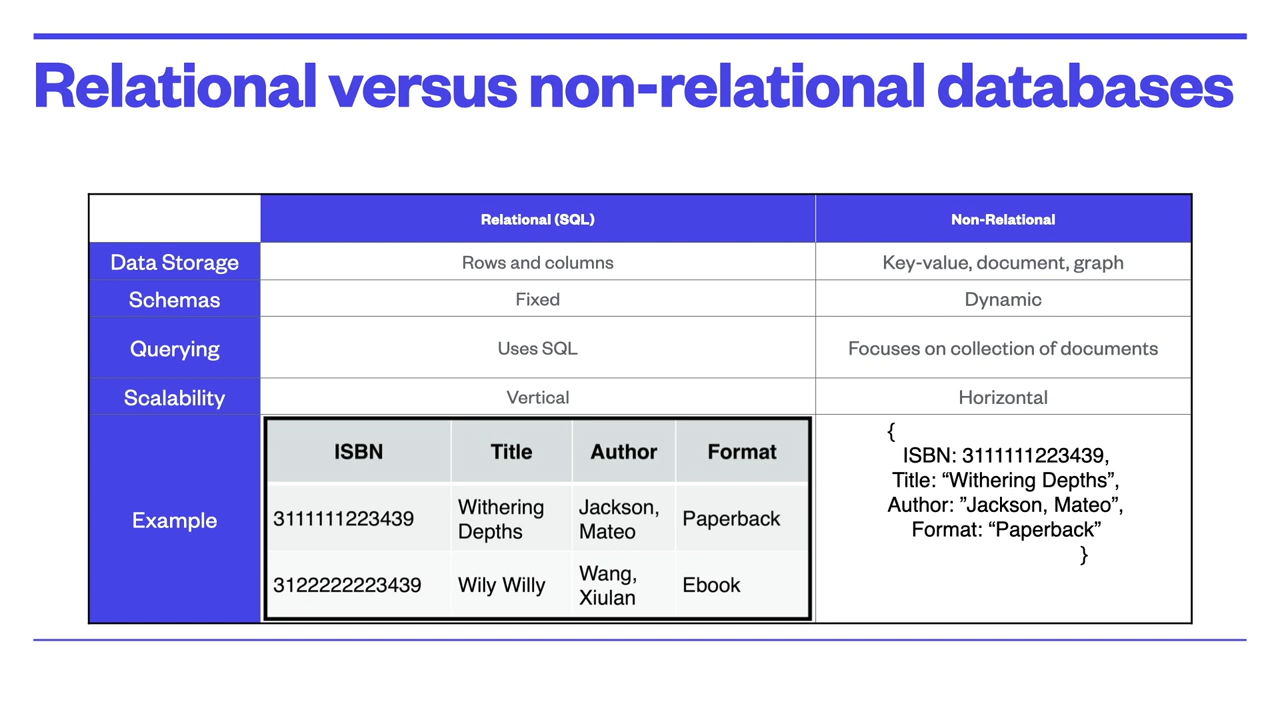 Relational versus non-relational databases
Relational (SQL) Non-Relational
Data Storage Rows and columns Key-value, document, graph
Schemas Fixed Dynamic
Querying Uses SQL Focuses on collection of documents
Scalability Vertical Horizontal
Example
ISBN Title Author Format
3111111223439 Withering Depths Jackson, Mateo Paperback
3122222223439 Wily Willy Wang, Xiulan Ebook
{
ISBN: 3111111223439,
Title: “Withering Depths”,
Author: ”Jackson, Mateo”,
Format: “Paperback”
}